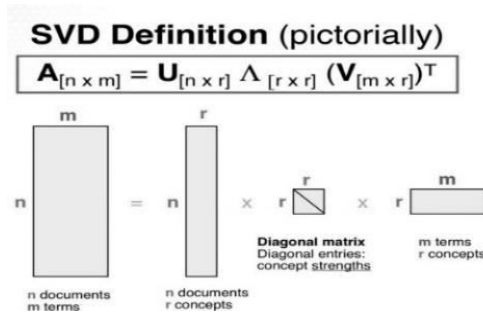 SVD Definition (pictorially)
A[n x m] = U[n x r] Λ [r x r] (V[m x r])ᵀ
m
r
r
m
n
=
n
x
r
x
r
Diagonal matrix
Diagonal entries:
concept strengths
m terms
r concepts
n documents
m terms
n documents
r concepts